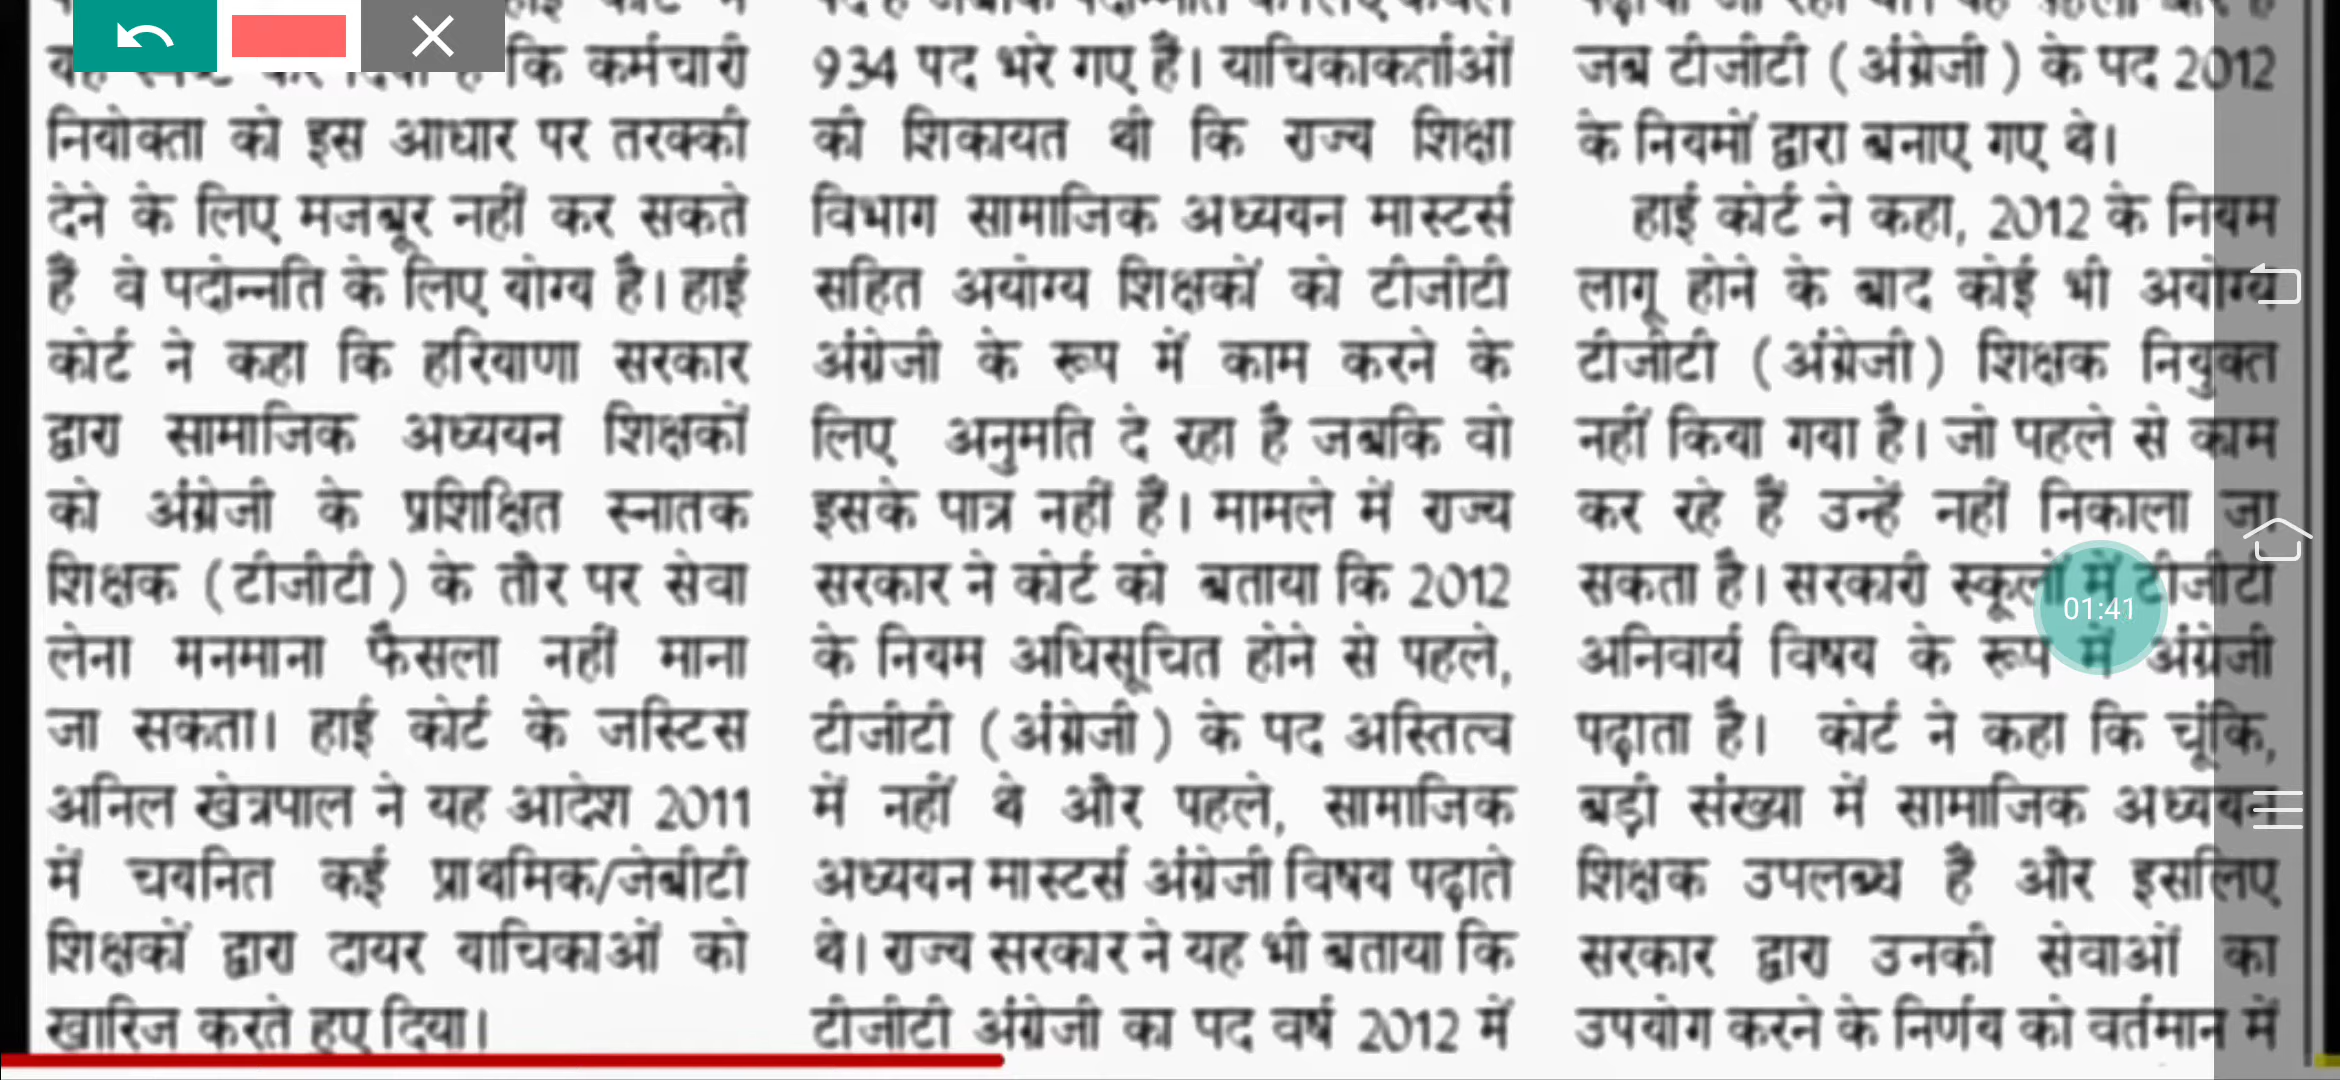 कि कर्मचारी
नियोक्ता को इस आधार पर तरक्की
देने के लिए मजबूर नहीं कर सकते
हैं वे पदोन्नति के लिए योग्य है। हाई
कोर्ट ने कहा कि हरियाणा सरकार
द्वारा सामाजिक अध्ययन शिक्षकों
को अंग्रेजी के प्रशिक्षित स्नातक
शिक्षक (टीजीटी) के तौर पर सेवा
लेना मनमाना फैसला नहीं माना
जा सकता। हाई कोर्ट के जस्टिस
अनिल खेत्रपाल ने यह आदेश 2011
में चयनित कई प्राथमिक/जेबीटी
शिक्षकों द्वारा दायर याचिकाओं को
खारिज करते हुए दिया।
934 पद भरे गए हैं। याचिकाकर्ताओं
की शिकायत थी कि राज्य शिक्षा
विभाग सामाजिक अध्ययन मास्टर्स
सहित अयोग्य शिक्षकों को टीजीटी
अंग्रेजी के रूप में काम करने के
लिए अनुमति दे रहा है जबकि वो
इसके पात्र नहीं हैं। मामले में राज्य
सरकार ने कोर्ट को बताया कि 2012
के नियम अधिसूचित होने से पहले,
टीजीटी (अंग्रेजी) के पद अस्तित्व
में नहीं थे और पहले, सामाजिक
अध्ययन मास्टर्स अंग्रेजी विषय पढ़ाते
थे। राज्य सरकार ने यह भी बताया कि
टीजीटी अंग्रेजी का पद वर्ष 2012 में
जब टीजीटी (अंग्रेजी) के पद 2012
के नियमों द्वारा बनाए गए थे।
हाई कोर्ट ने कहा, 2012 के नियम
लागू होने के बाद कोई भी अयोग्य
टीजीटी (अंग्रेजी) शिक्षक नियुक्त
नहीं किया गया है। जो पहले से काम
कर रहे हैं उन्हें नहीं निकाला जा
सकता है। सरकारी स्कूलों में टीजीटी
अनिवार्य विषय के रूप में अंग्रेजी
पढ़ाता है। कोर्ट ने कहा कि चूंकि,
बड़ी संख्या में सामाजिक अध्ययन
शिक्षक उपलब्ध हैं और इसलिए
सरकार द्वारा उनकी सेवाओं का
उपयोग करने के निर्णय को वर्तमान में
01:41